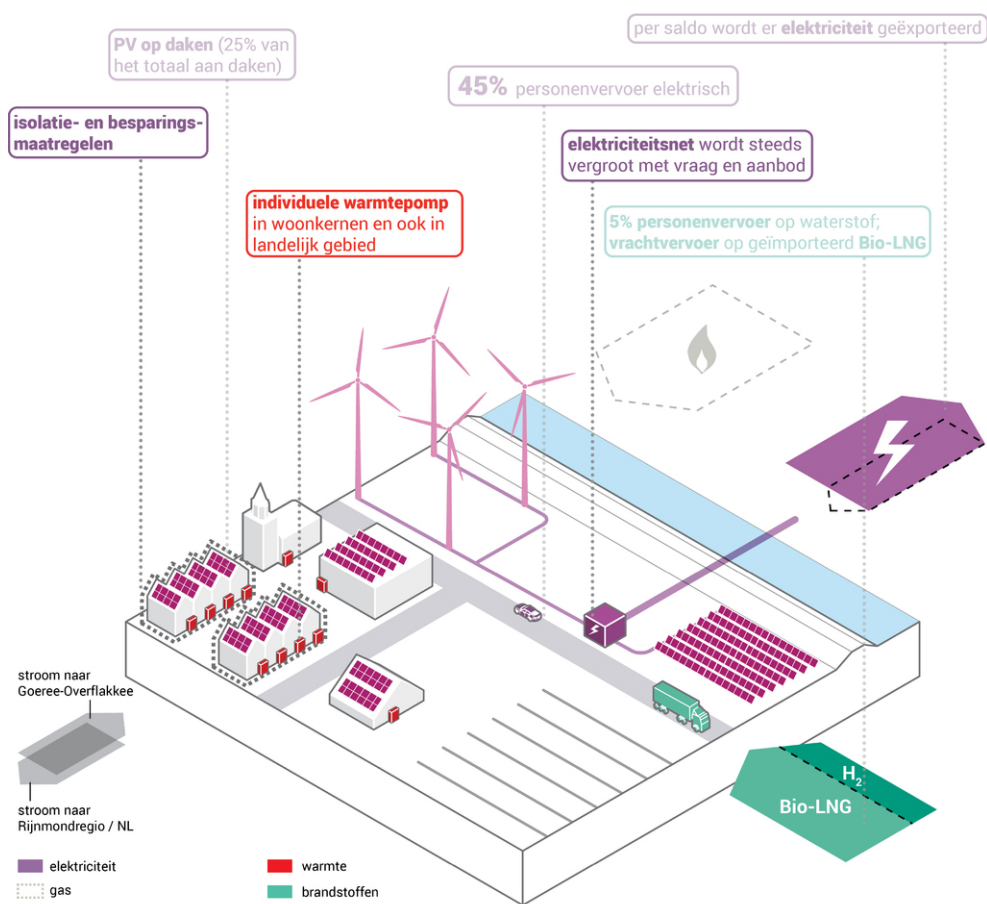 per saldo wordt er elektriciteit geëxporteerd
PV op daken (25% van
het totaal aan daken)
45% personenvervoer elektrisch
isolatie- en besparings-
maatregelen
elektriciteitsnet wordt steeds
vergroot met vraag en aanbod
individuele warmtepomp
in woonkernen en ook in
landelijk gebied
5% personenvervoer op waterstof;
vrachtvervoer op geïmporteerd Bio-LNG
stroom naar
Goeree-Overflakkee
stroom naar
Rijnmondregio / NL
H2
Bio-LNG
elektriciteit
gas
warmte
brandstoffen